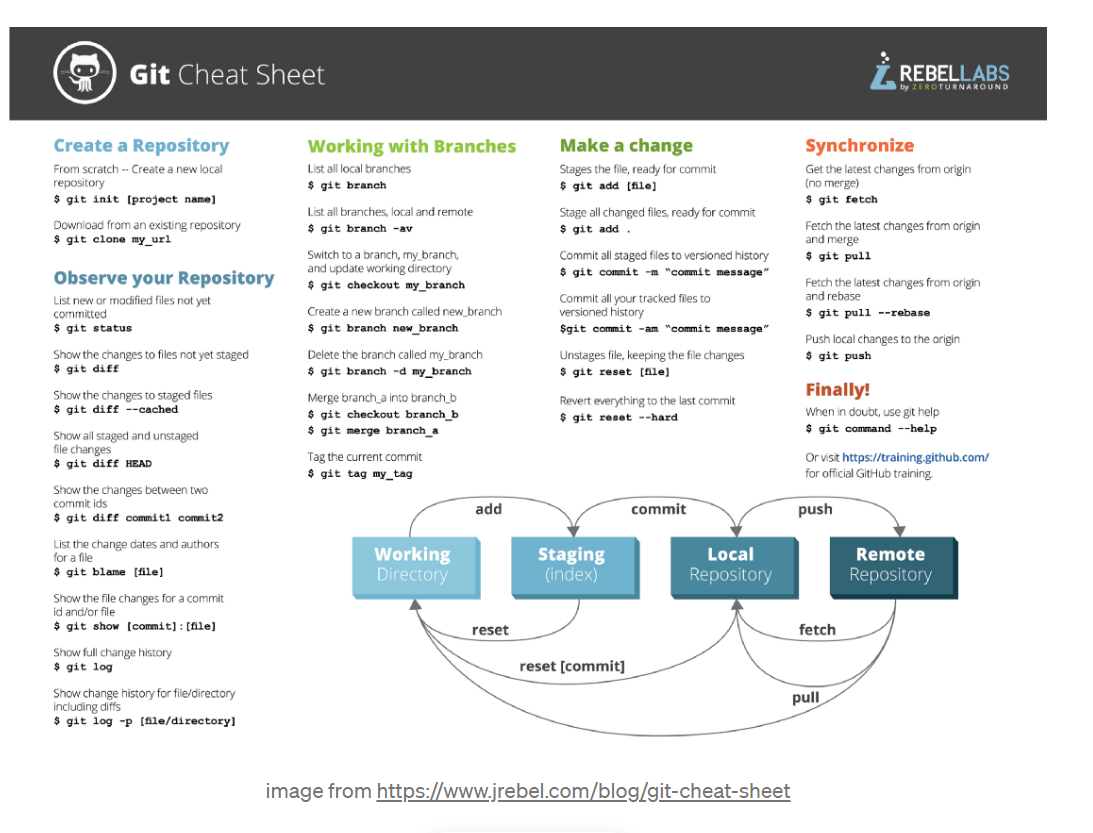 Git Cheat Sheet
REBELLABS
by ZEROTURNAROUND
Create a Repository
From scratch -- Create a new local
repository
$ git init [project name]
Download from an existing repository
$ git clone my_url
Observe your Repository
List new or modified files not yet
committed
$ git status
Show the changes to files not yet staged
$ git diff
Show the changes to staged files
$ git diff --cached
Show all staged and unstaged
file changes
$ git diff HEAD
Show the changes between two
commit ids
$ git diff commit1 commit2
List the change dates and authors
for a file
$ git blame [file]
Show the file changes for a commit
id and/or file
$ git show [commit]:[file]
Show full change history
$ git log
Show change history for file/directory
including diffs
$ git log -p [file/directory]
Working with Branches
List all local branches
$ git branch
List all branches, local and remote
$ git branch -av
Switch to a branch, my_branch,
and update working directory
$ git checkout my_branch
Create a new branch called new_branch
$ git branch new_branch
Delete the branch called my_branch
$ git branch -d my_branch
Merge branch_a into branch_b
$ git checkout branch_b
$ git merge branch_a
Tag the current commit
$ git tag my_tag
Make a change
Stages the file, ready for commit
$ git add [file]
Stage all changed files, ready for commit
$ git add .
Commit all staged files to versioned history
$ git commit -m “commit message”
Commit all your tracked files to
versioned history
$git commit -am “commit message”
Unstages file, keeping the file changes
$ git reset [file]
Revert everything to the last commit
$ git reset --hard
Synchronize
Get the latest changes from origin
(no merge)
$ git fetch
Fetch the latest changes from origin
and merge
$ git pull
Fetch the latest changes from origin
and rebase
$ git pull --rebase
Push local changes to the origin
$ git push
Finally!
When in doubt, use git help
$ git command --help
Or visit https://training.github.com/
for official GitHub training.
add
commit
push
Working
Directory
Staging
(index)
Local
Repository
Remote
Repository
reset
fetch
reset [commit]
pull
image from https://www.jrebel.com/blog/git-cheat-sheet